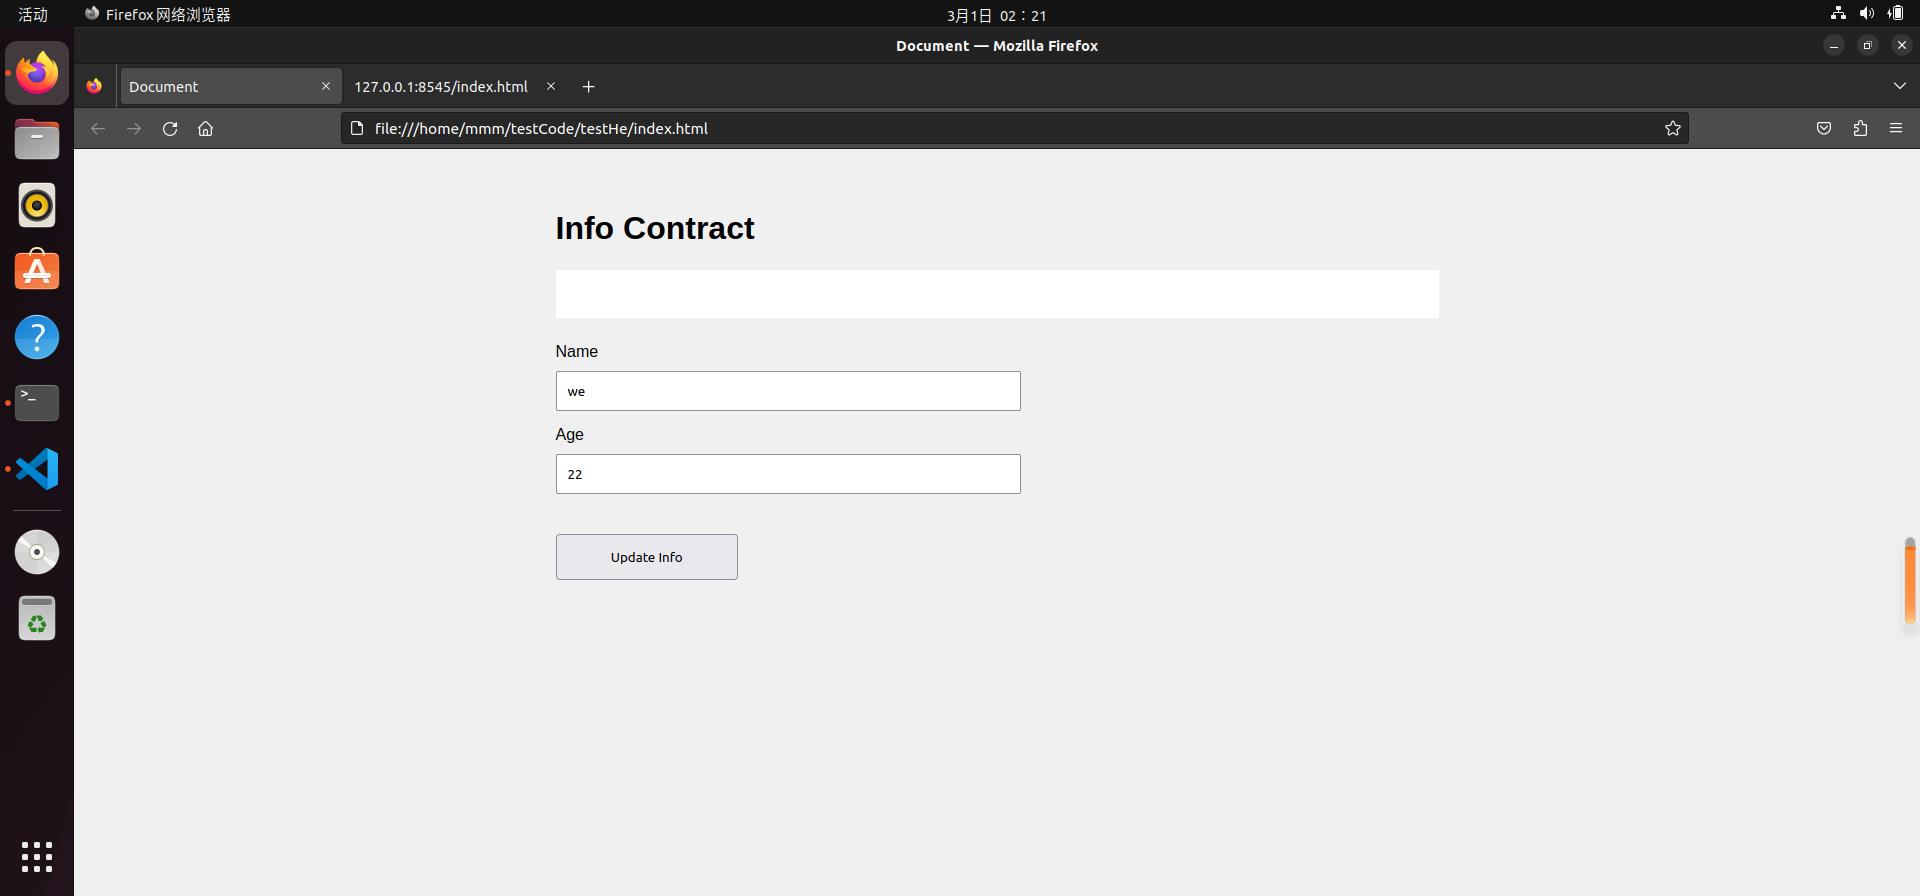 活动
Firefox 网络浏览器
3月1日 02：21
Document — Mozilla Firefox
Document
127.0.0.1:8545/index.html
file:///home/mmm/testCode/testHe/index.html
Info Contract
Name
we
Age
22
Update Info